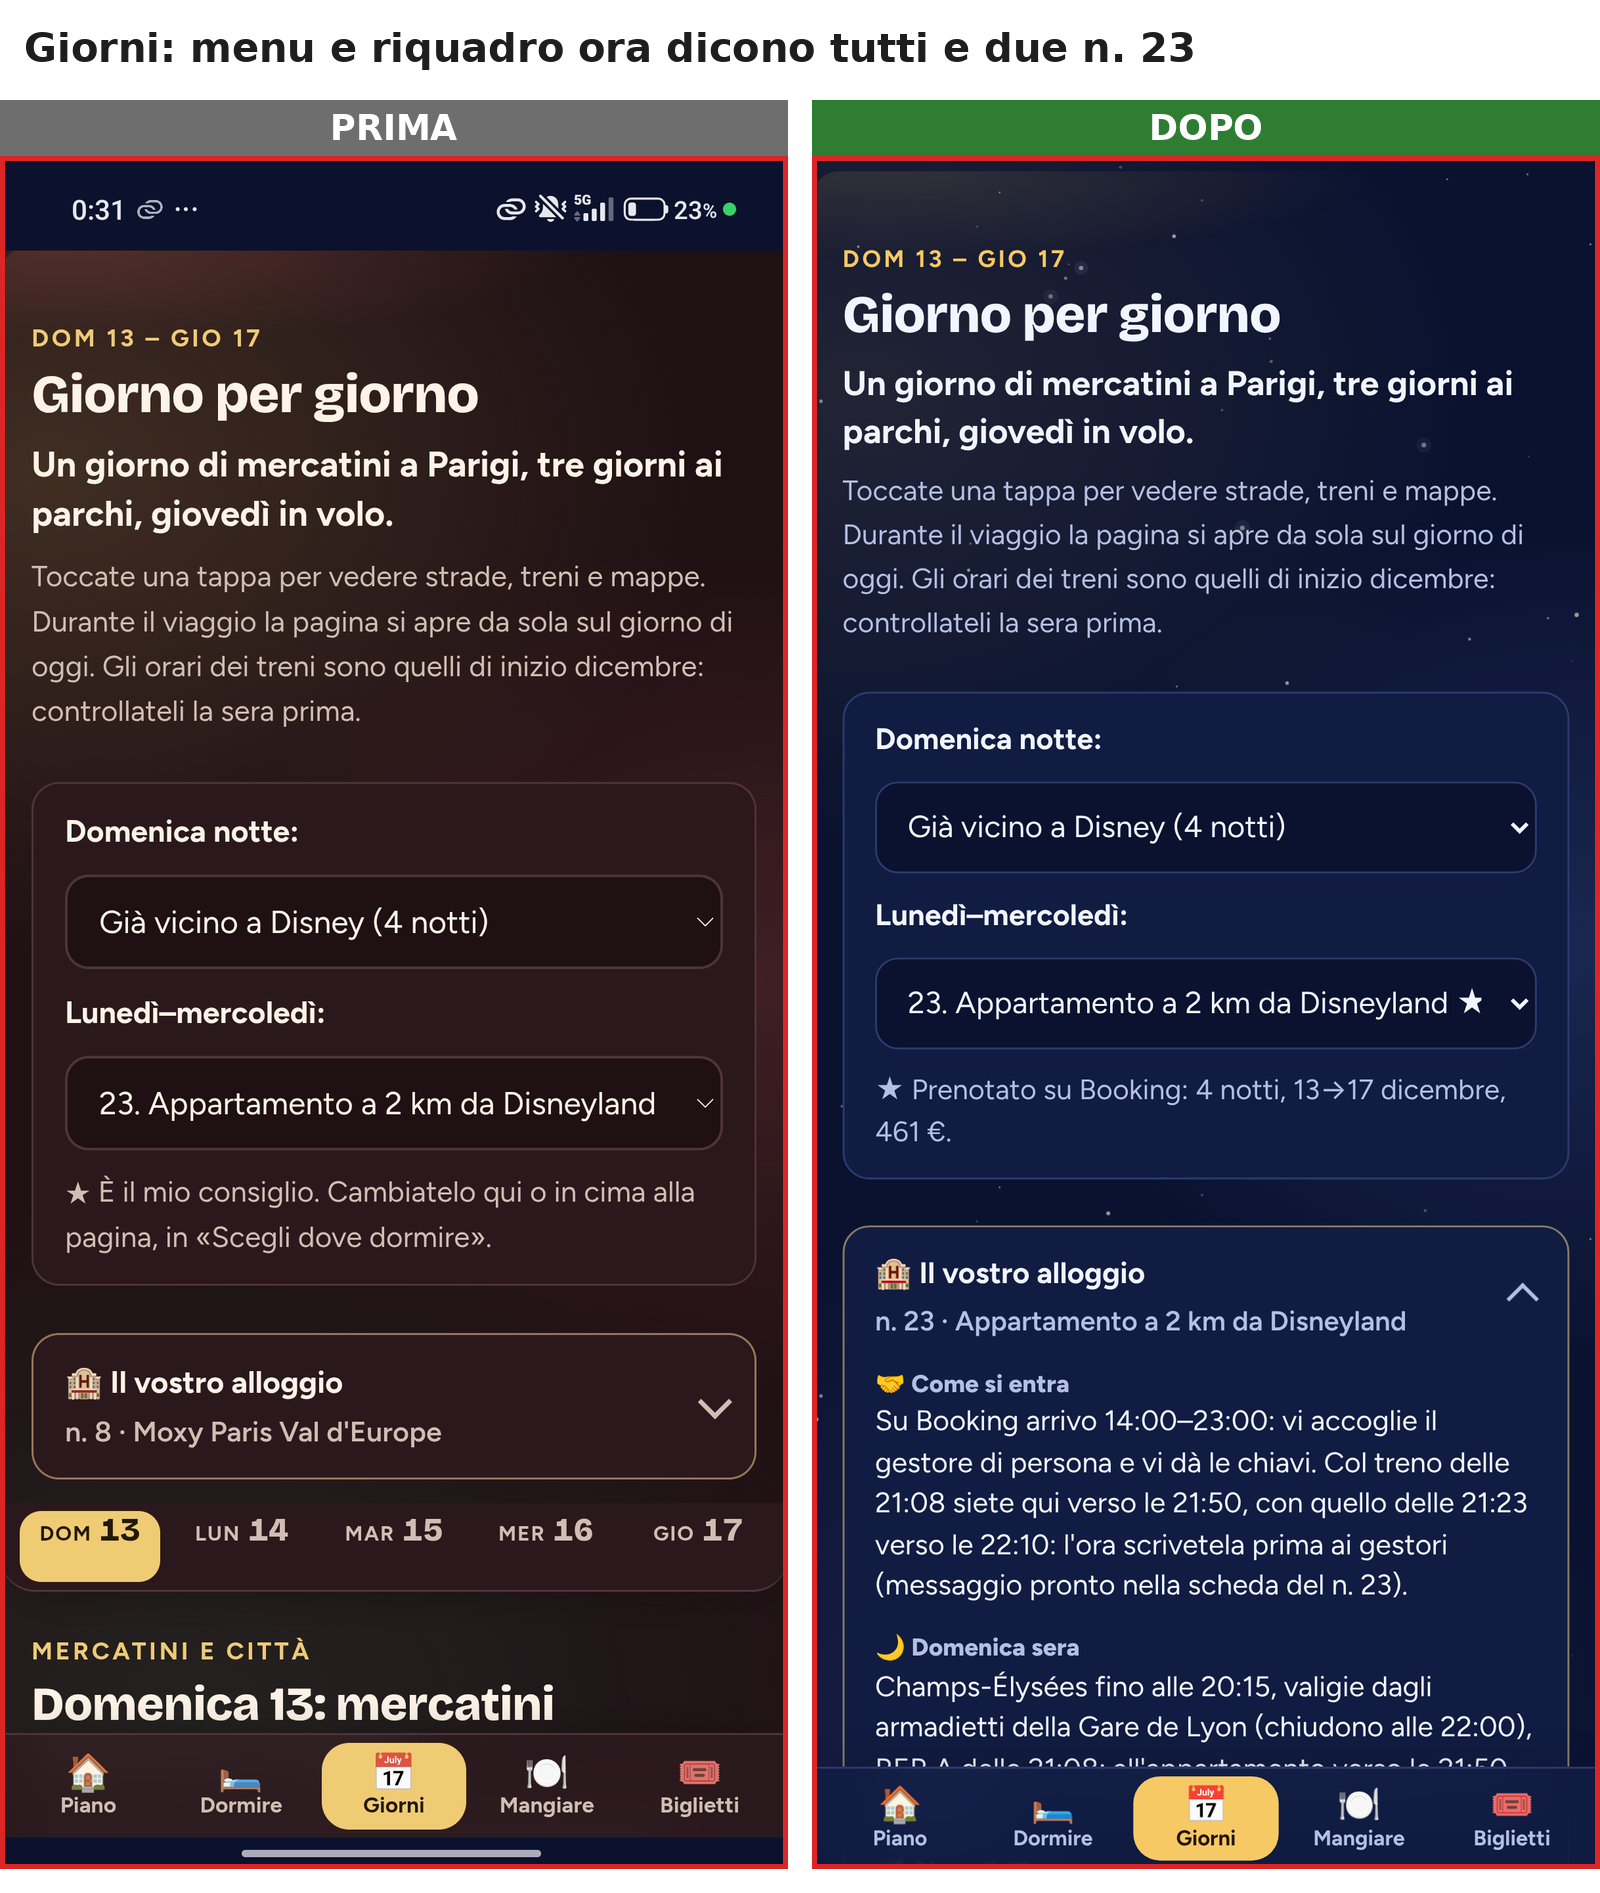 Giorni: menu e riquadro ora dicono tutti e due n. 23
PRIMA
0:31
5G
23%
DOM 13 – GIO 17
Giorno per giorno
Un giorno di mercatini a Parigi, tre giorni ai
parchi, giovedì in volo.
Toccate una tappa per vedere strade, treni e mappe.
Durante il viaggio la pagina si apre da sola sul giorno di
oggi. Gli orari dei treni sono quelli di inizio dicembre:
controllateli la sera prima.
Domenica notte:
Già vicino a Disney (4 notti)
Lunedì–mercoledì:
23. Appartamento a 2 km da Disneyland
★ È il mio consiglio. Cambiatelo qui o in cima alla
pagina, in «Scegli dove dormire».
🏨 Il vostro alloggio
n. 8 · Moxy Paris Val d'Europe
DOM 13 LUN 14 MAR 15 MER 16 GIO 17
MERCATINI E CITTÀ
Domenica 13: mercatini
July
17
Piano Dormire Giorni Mangiare Biglietti
DOPO
DOM 13 – GIO 17
Giorno per giorno
Un giorno di mercatini a Parigi, tre giorni ai
parchi, giovedì in volo.
Toccate una tappa per vedere strade, treni e mappe.
Durante il viaggio la pagina si apre da sola sul giorno di
oggi. Gli orari dei treni sono quelli di inizio dicembre:
controllateli la sera prima.
Domenica notte:
Già vicino a Disney (4 notti)
Lunedì–mercoledì:
23. Appartamento a 2 km da Disneyland ★
★ Prenotato su Booking: 4 notti, 13→17 dicembre,
461 €.
🏨 Il vostro alloggio
n. 23 · Appartamento a 2 km da Disneyland
🤝 Come si entra
Su Booking arrivo 14:00–23:00: vi accoglie il
gestore di persona e vi dà le chiavi. Col treno delle
21:08 siete qui verso le 21:50, con quello delle 21:23
verso le 22:10: l'ora scrivetela prima ai gestori
(messaggio pronto nella scheda del n. 23).
🌙 Domenica sera
Champs-Élysées fino alle 20:15, valigie dagli
armadietti della Gare de Lyon (chiudono alle 22:00),
RER A delle 21:08: all'appartamento verso le 21:50
July
17
Piano Dormire Giorni Mangiare Biglietti